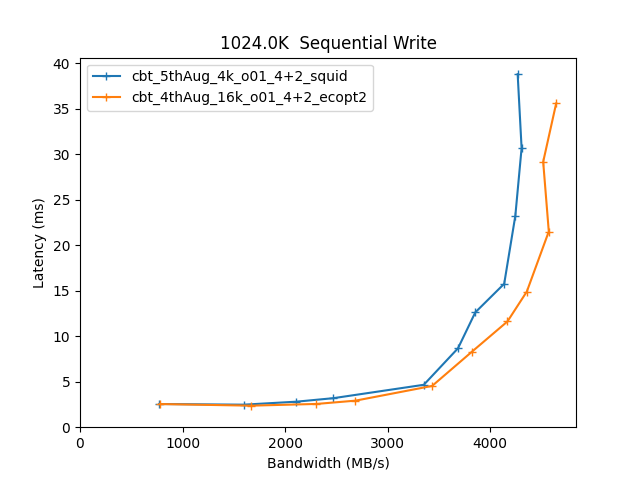 1024.0K  Sequential Write
cbt_5thAug_4k_o01_4+2_squid
cbt_4thAug_16k_o01_4+2_ecopt2
40
35
30
25
20
15
10
5
0
Latency (ms)
0 1000 2000 3000 4000
Bandwidth (MB/s)